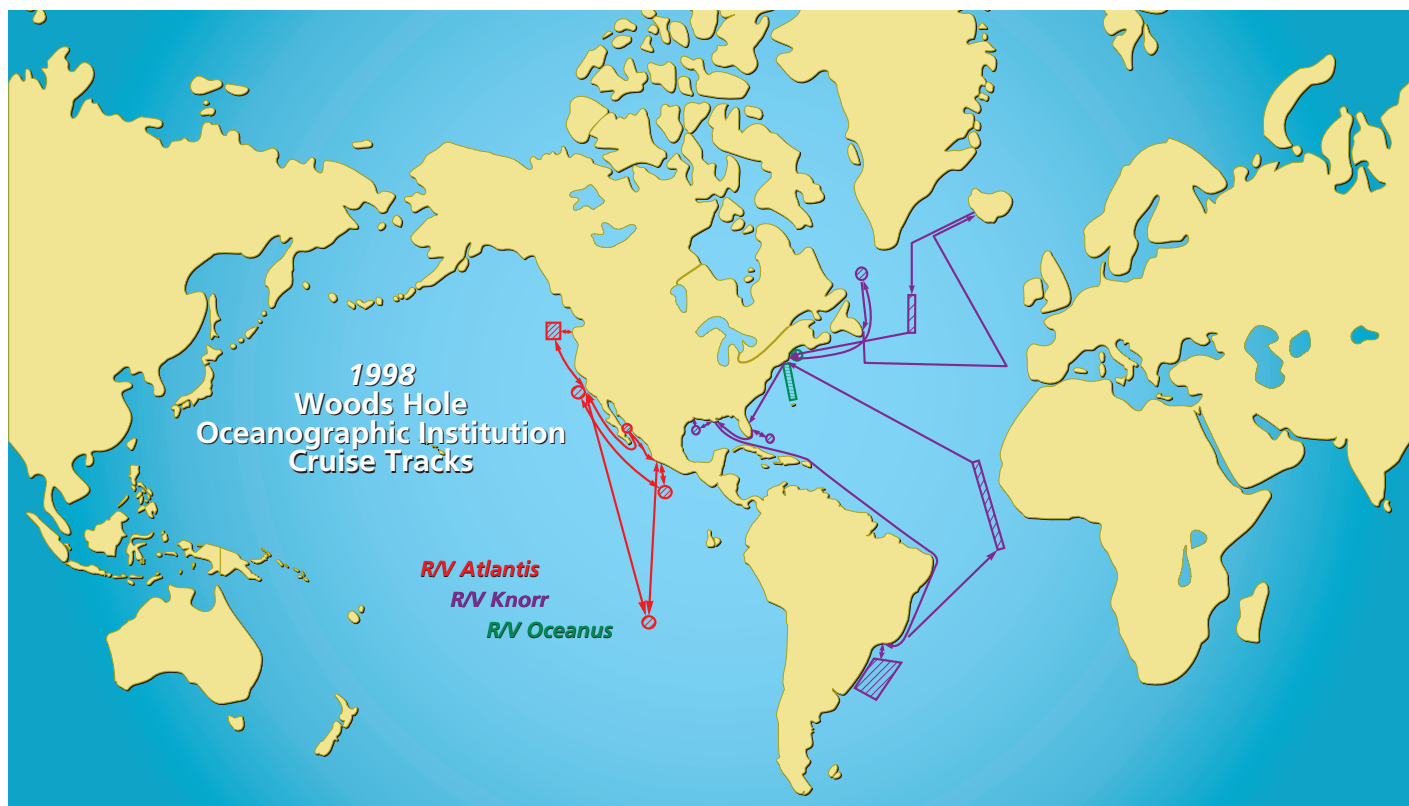 1998
Woods Hole
Oceanographic Institution
Cruise Tracks
R/V Atlantis
R/V Knorr
R/V Oceanus